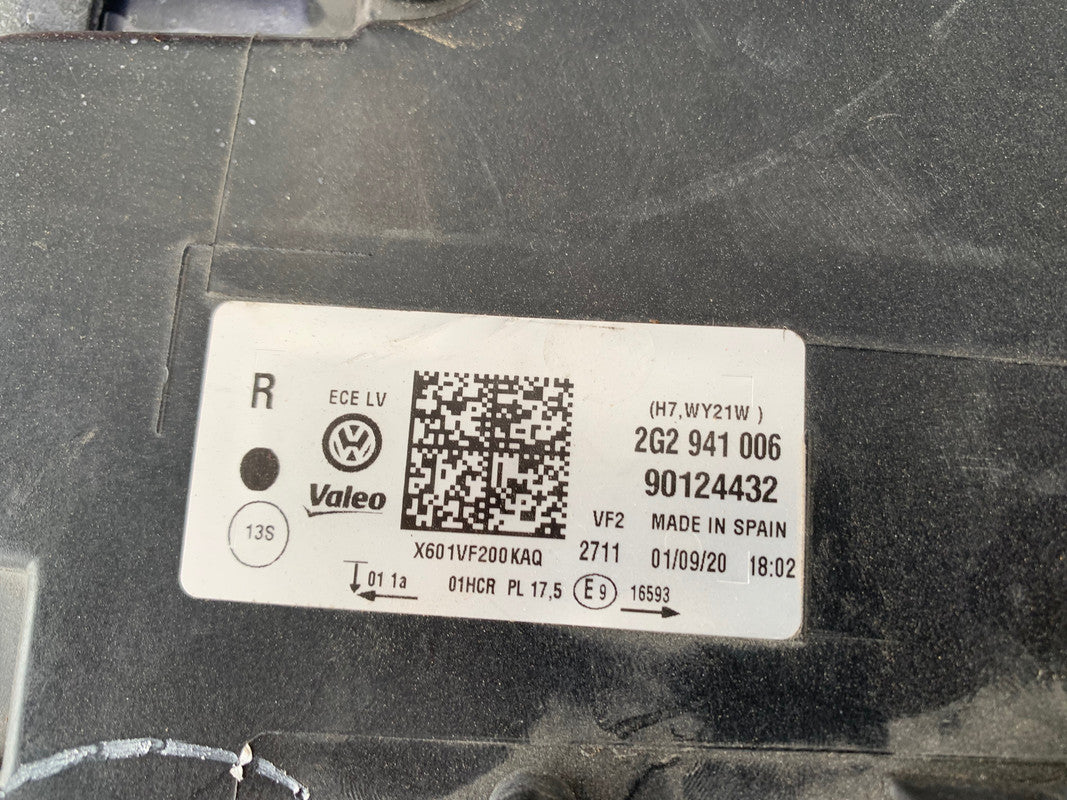 R
ECE LV
Valeo
13S
X601VF200KAQ
(H7,WY21W )
2G2 941 006
90124432
VF2 MADE IN SPAIN
2711 01/09/20 18:02
01 1a 01HCR PL 17,5 E9 16593